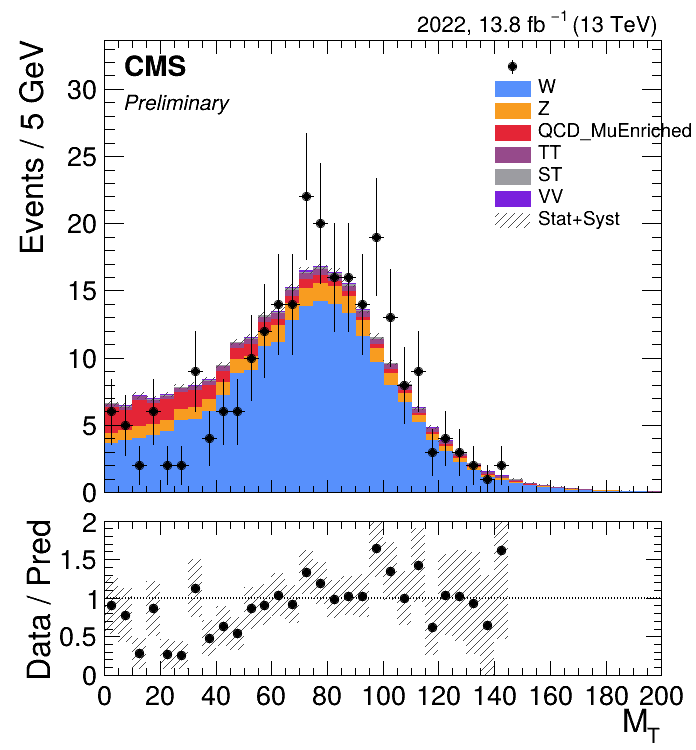 2022, 13.8 fb⁻¹ (13 TeV)
CMS
Preliminary
W
Z
QCD_MuEnriched
TT
ST
VV
Stat+Syst
Events / 5 GeV
30
25
20
15
10
5
0
Data / Pred
2
1.5
1
0.5
0
0 20 40 60 80 100 120 140 160 180 200
M_T